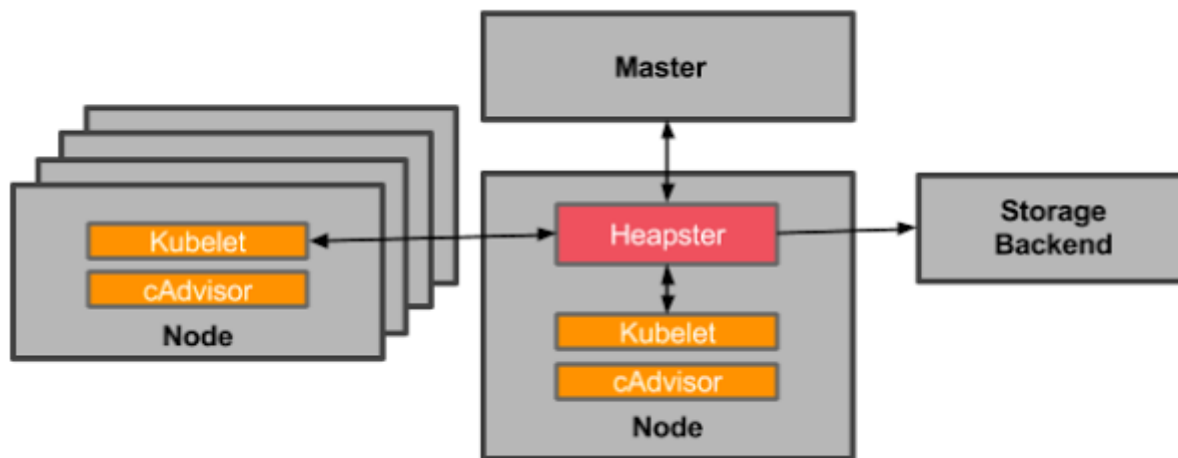 Master
Kubelet
cAdvisor
Node
Heapster
Kubelet
cAdvisor
Node
Storage
Backend